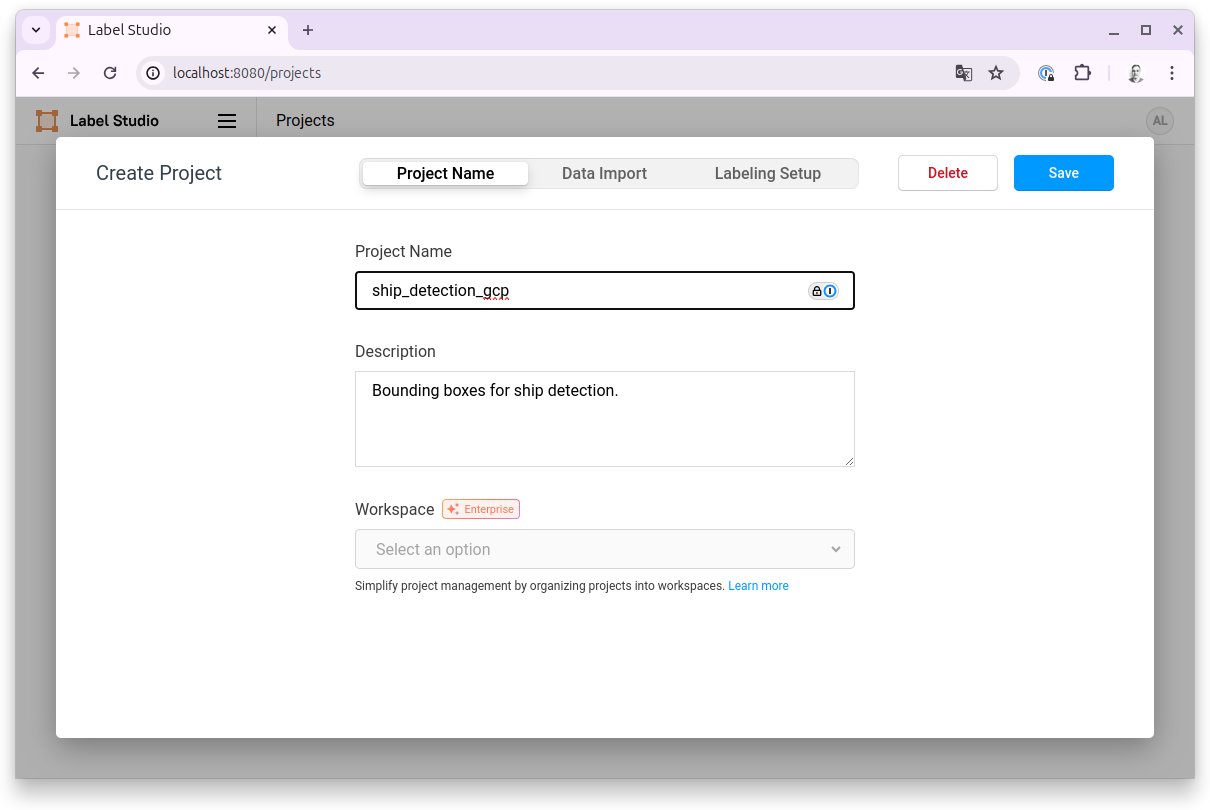 Label Studio
localhost:8080/projects
Label Studio
Projects
AL
Create Project
Project Name
Data Import
Labeling Setup
Delete
Save
Project Name
ship_detection_gcp
Description
Bounding boxes for ship detection.
Workspace
Enterprise
Select an option
Simplify project management by organizing projects into workspaces. Learn more